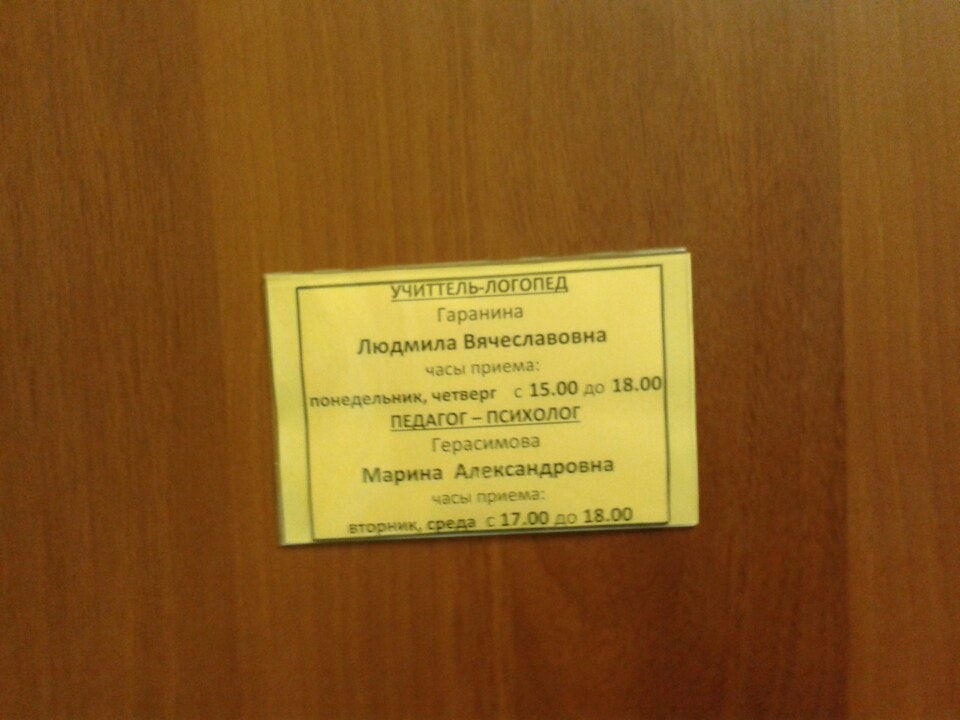 УЧИТТЕЛЬ-ЛОГОПЕД
Гаранина
Людмила Вячеславовна
часы приема:
понедельник, четверг с 15.00 до 18.00
ПЕДАГОГ – ПСИХОЛОГ
Герасимова
Марина Александровна
часы приема:
вторник, среда с 17.00 до 18.00